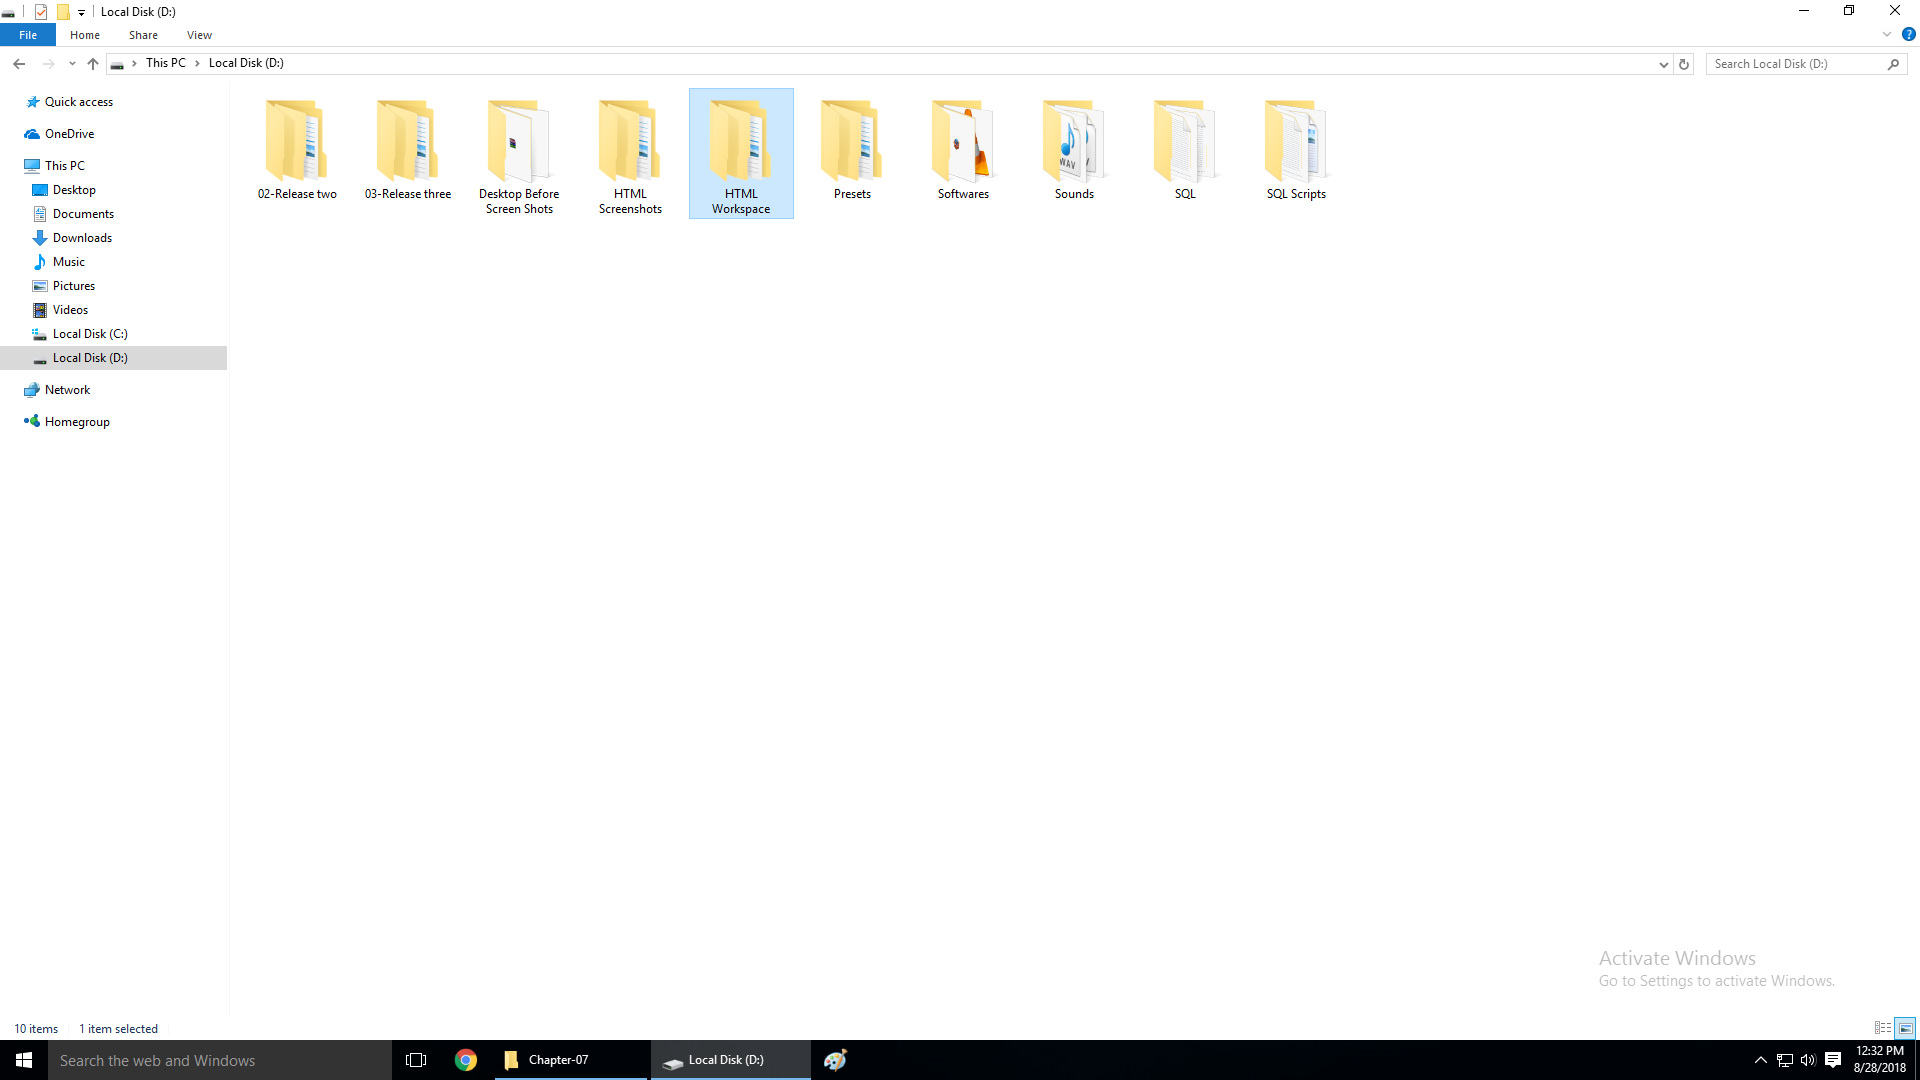 Local Disk (D:)
File Home Share View
This PC Local Disk (D:)
Search Local Disk (D:)
Quick access
OneDrive
This PC
Desktop
Documents
Downloads
Music
Pictures
Videos
Local Disk (C:)
Local Disk (D:)
Network
Homegroup
02-Release two
03-Release three
Desktop Before
Screen Shots
HTML
Screenshots
HTML
Workspace
Presets
Softwares
WAV
Sounds
SQL
SQL Scripts
Activate Windows
Go to Settings to activate Windows.
10 items 1 item selected
Search the web and Windows
Chapter-07
Local Disk (D:)
12:32 PM
8/28/2018